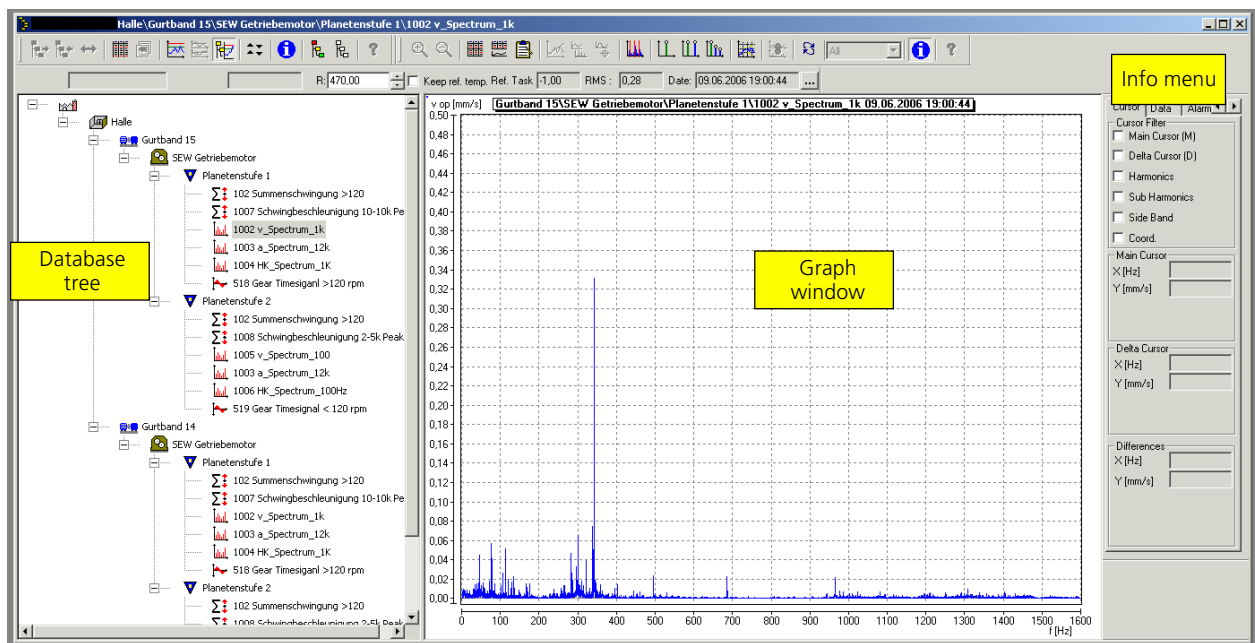 Halle\Gurtband 15\SEW Getriebemotor\Planetenstufe 1\1002 v_Spectrum_1k
All
R: 470,00 Keep ref. temp. Ref. Task -1,00 RMS : 0,28 Date: 09.06.2006 19:00:44 ...
Info menu
Halle
Gurtband 15
SEW Getriebemotor
Planetenstufe 1
102 Summenschwingung >120
1007 Schwingbeschleunigung 10-10k Pe
1002 v_Spectrum_1k
1003 a_Spectrum_12k
1004 HK_Spectrum_1K
518 Gear Timesiganl >120 rpm
Planetenstufe 2
102 Summenschwingung >120
1008 Schwingbeschleunigung 2-5k Peak
1005 v_Spectrum_100
1003 a_Spectrum_12k
1006 HK_Spectrum_100Hz
519 Gear Timesignal < 120 rpm
Gurtband 14
SEW Getriebemotor
Planetenstufe 1
102 Summenschwingung >120
1007 Schwingbeschleunigung 10-10k Pe
1002 v_Spectrum_1k
1003 a_Spectrum_12k
1004 HK_Spectrum_1K
518 Gear Timesiganl >120 rpm
Planetenstufe 2
102 Summenschwingung >120
1008 Schwingbeschleunigung 2-5k Peak
Database
tree
v op [mm/s] Gurtband 15\SEW Getriebemotor\Planetenstufe 1\1002 v_Spectrum_1k 09.06.2006 19:00:44
0,50
0,48
0,46
0,44
0,42
0,40
0,38
0,36
0,34
0,32
0,30
0,28
0,26
0,24
0,22
0,20
0,18
0,16
0,14
0,12
0,10
0,08
0,06
0,04
0,02
0,00
0 100 200 300 400 500 600 700 800 900 1000 1100 1200 1300 1400 1500 1600
f [Hz]
Graph
window
Cursor Data Alarm
Cursor Filter
Main Cursor (M)
Delta Cursor (D)
Harmonics
Sub Harmonics
Side Band
Coord.
Main Cursor
X [Hz]
Y [mm/s]
Delta Cursor
X [Hz]
Y [mm/s]
Differences
X [Hz]
Y [mm/s]